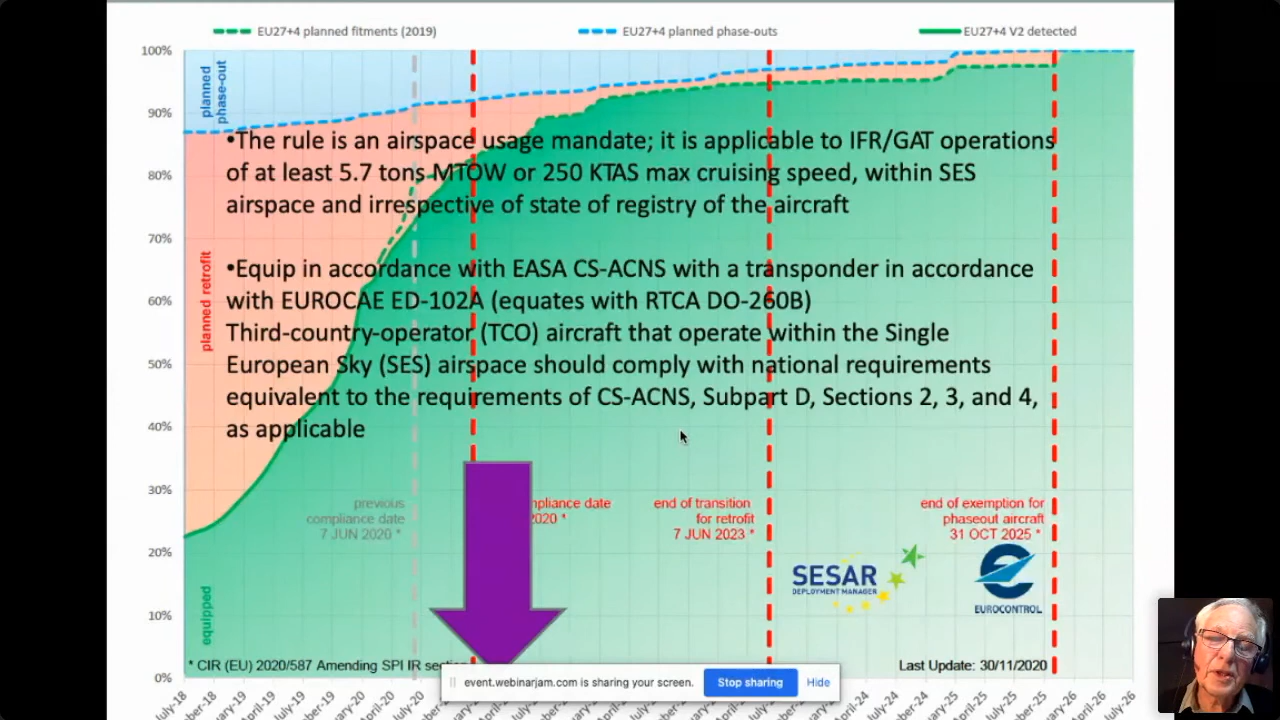 EU27+4 planned fitments (2019)
EU27+4 planned phase-outs
EU27+4 V2 detected
100%
90%
80%
70%
60%
50%
40%
30%
20%
10%
0%
planned
phase-out
planned retrofit
equipped
•The rule is an airspace usage mandate; it is applicable to IFR/GAT operations
of at least 5.7 tons MTOW or 250 KTAS max cruising speed, within SES
airspace and irrespective of state of registry of the aircraft
•Equip in accordance with EASA CS-ACNS with a transponder in accordance
with EUROCAE ED-102A (equates with RTCA DO-260B)
Third-country-operator (TCO) aircraft that operate within the Single
European Sky (SES) airspace should comply with national requirements
equivalent to the requirements of CS-ACNS, Subpart D, Sections 2, 3, and 4,
as applicable
previous
compliance date
7 JUN 2020 *
date
2020 *
end of transition
for retrofit
7 JUN 2023 *
end of exemption for
phaseout aircraft
31 OCT 2025 *
SESAR
DEPLOYMENT MANAGER
EUROCONTROL
* CIR (EU) 2020/587 Amending SPI IR
Last Update: 30/11/2020
event.webinarjam.com is sharing your screen.
Stop sharing
Hide
July-18
July-20
July-26